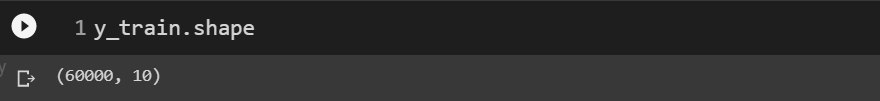 1 y_train.shape
(60000, 10)